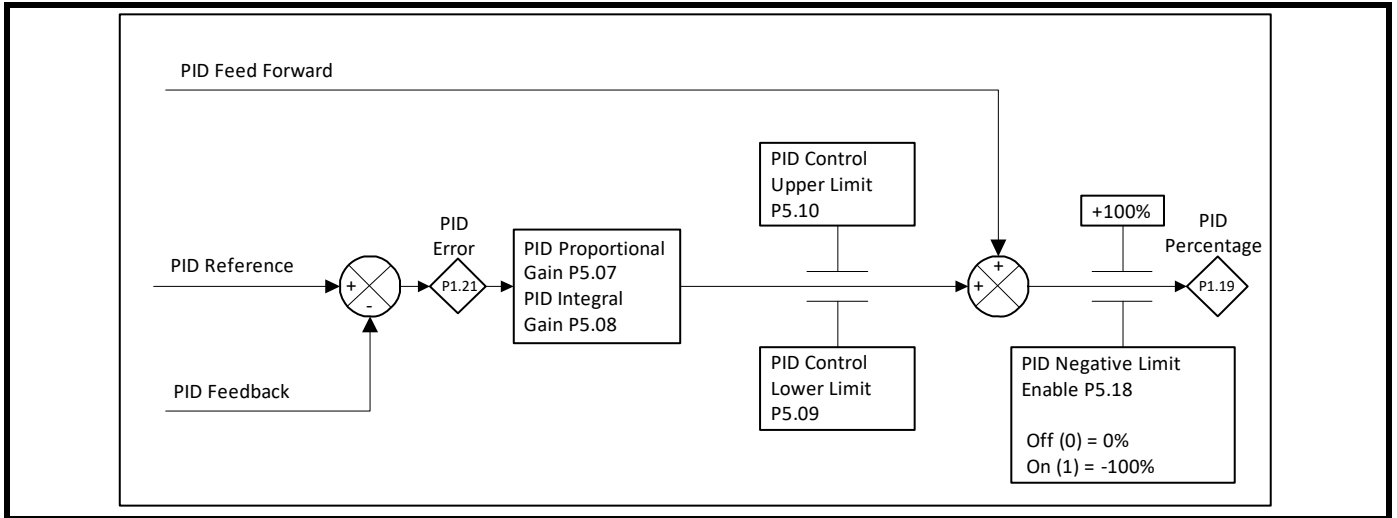 PID Feed Forward
PID Control
Upper Limit
P5.10
+100%
PID
Percentage
PID
Error
PID Proportional
Gain P5.07
PID Integral
Gain P5.08
PID Reference
+
-
P1.21
+
+
P1.19
PID Feedback
PID Control
Lower Limit
P5.09
PID Negative Limit
Enable P5.18
Off (0) = 0%
On (1) = -100%